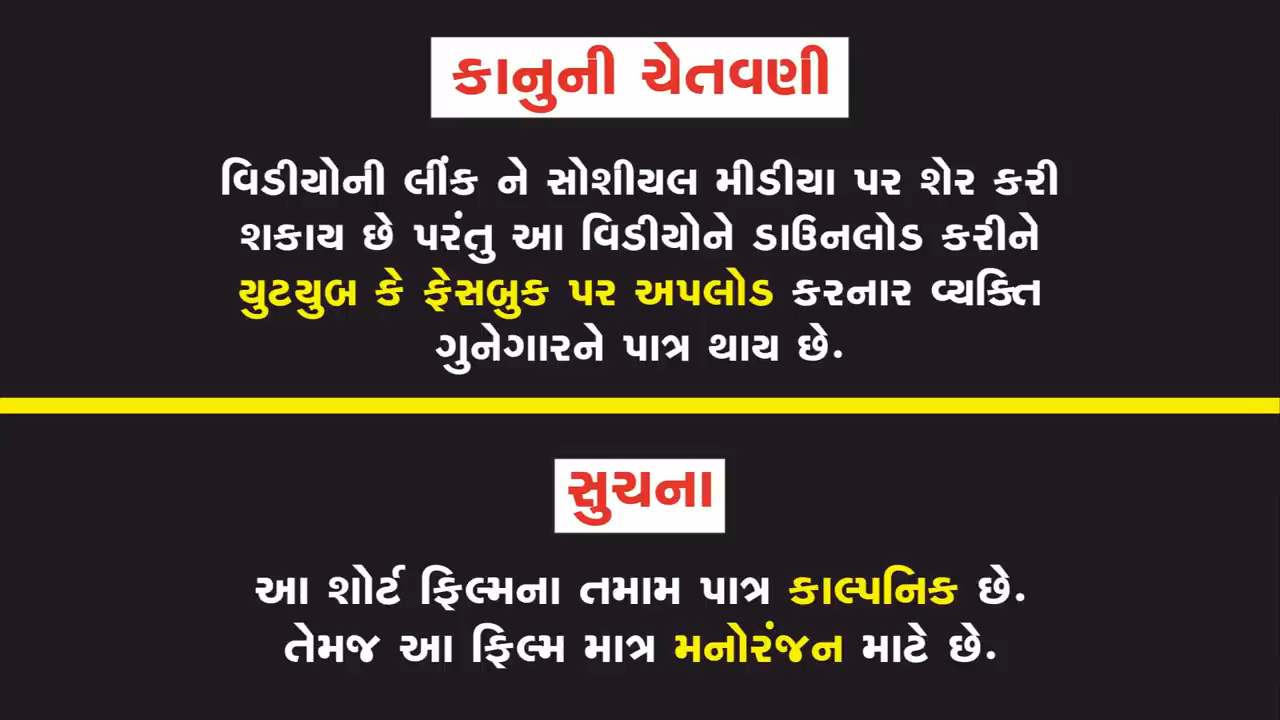 કાનુની ચેતવણી
વિડીયોની લીંક ને સોશીયલ મીડીયા પર શેર કરી
શકાય છે પરંતુ આ વિડીયોને ડાઉનલોડ કરીને
યુટયુબ કે ફેસબુક પર અપલોડ કરનાર વ્યક્તિ
ગુનેગારને પાત્ર થાય છે.
સુચના
આ શોર્ટ ફિલ્મના તમામ પાત્ર કાલ્પનિક છે.
તેમજ આ ફિલ્મ માત્ર મનોરંજન માટે છે.